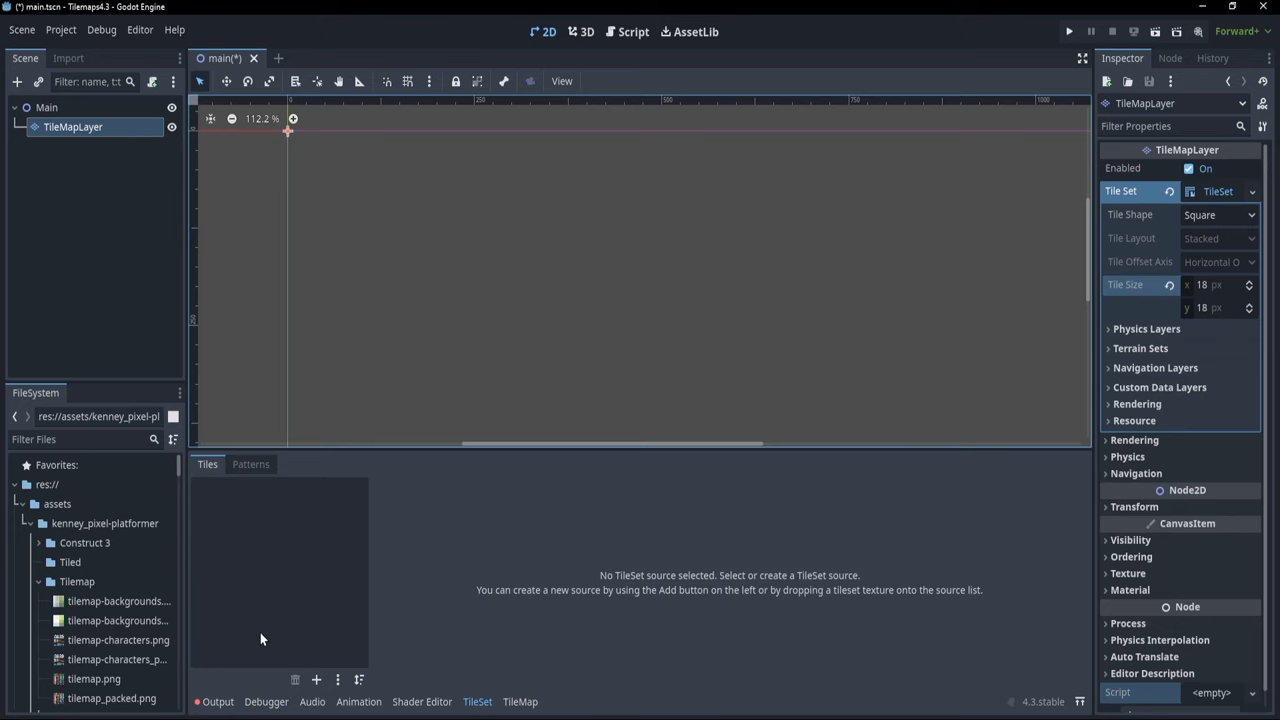 (*) main.tscn - Tilemaps4.3 - Godot Engine
Scene Project Debug Editor Help
2D 3D Script AssetLib
Forward+
Scene Import
main(*)
Inspector Node History
Filter: name, t:t
View
Main
TileMapLayer
0 250 500 750 1000
112.2 %
0
250
TileMapLayer
Filter Properties
TileMapLayer
Enabled On
Tile Set TileSet
Tile Shape Square
Tile Layout Stacked
Tile Offset Axis Horizontal O
Tile Size x 18 px
y 18 px
Physics Layers
Terrain Sets
Navigation Layers
Custom Data Layers
Rendering
Resource
Rendering
Physics
Navigation
Node2D
Transform
CanvasItem
Visibility
Ordering
Texture
Material
Node
Process
Physics Interpolation
Auto Translate
Editor Description
Script <empty>
FileSystem
res://assets/kenney_pixel-pl
Filter Files
Favorites:
res://
assets
kenney_pixel-platformer
Construct 3
Tiled
Tilemap
tilemap-backgrounds....
tilemap-backgrounds...
tilemap-characters.png
tilemap-characters_p...
tilemap.png
tilemap_packed.png
Tiles Patterns
No TileSet source selected. Select or create a TileSet source.
You can create a new source by using the Add button on the left or by dropping a tileset texture onto the source list.
Output Debugger Audio Animation Shader Editor TileSet TileMap
4.3.stable